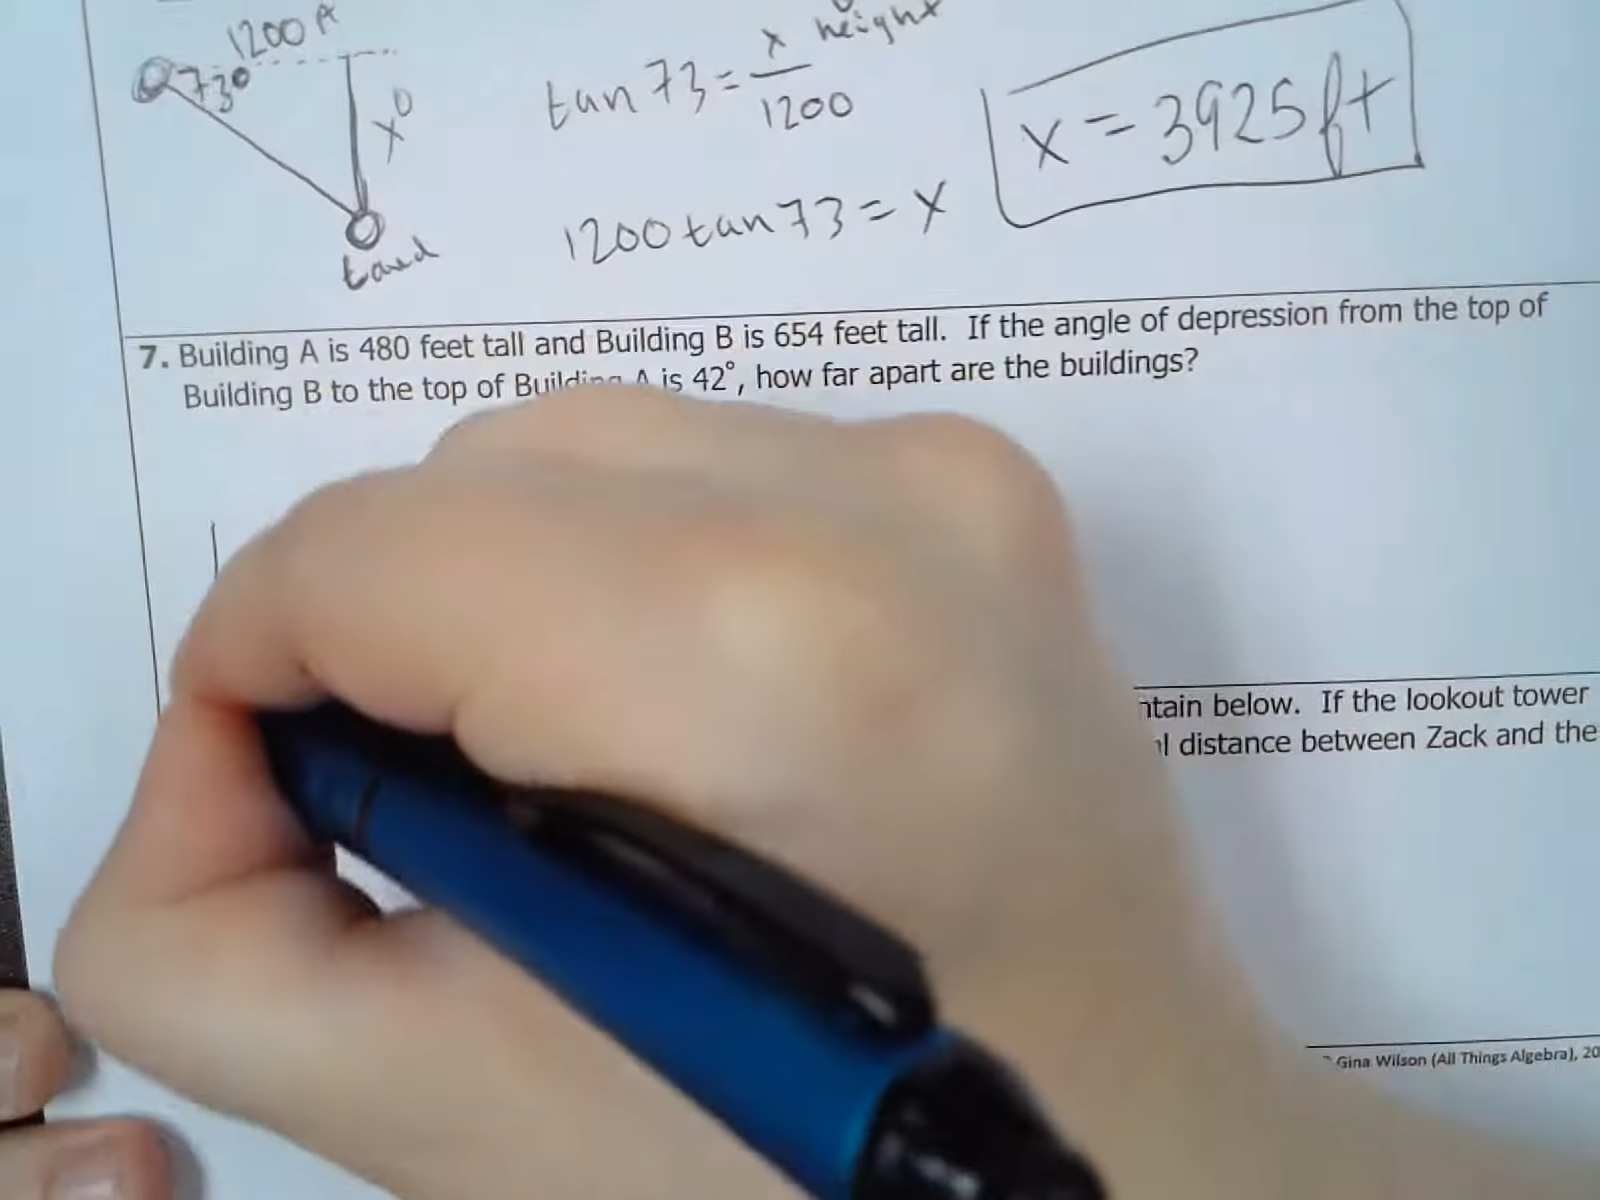 1200 ft
73°
x
tan 73 = x/1200
height
1200 tan 73 = x
x = 3925 ft
7. Building A is 480 feet tall and Building B is 654 feet tall. If the angle of depression from the top of
Building B to the top of Building A is 42°, how far apart are the buildings?
below. If the lookout tower
distance between Zack and the
Gina Wilson (All Things Algebra), 20